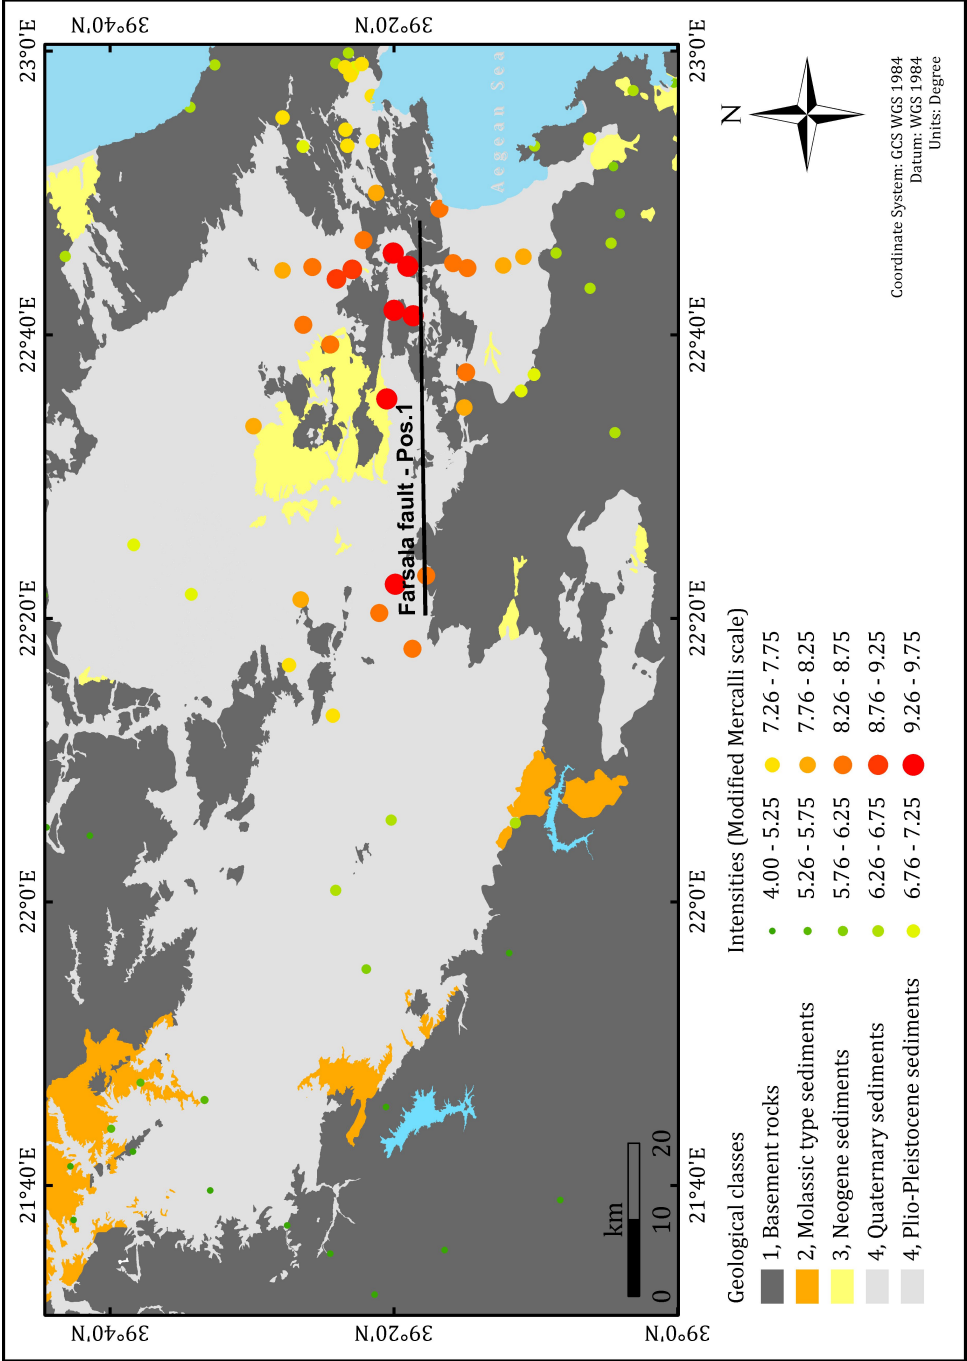 39°40'N
39°20'N
23°0'E
22°40'E
22°20'E
22°0'E
21°40'E
Aegean Sea
Farsala fault - Pos.1
km
0 10 20
21°40'E
22°0'E
22°20'E
22°40'E
23°0'E
39°40'N
39°20'N
39°0'N
Geological classes
1, Basement rocks
2, Molassic type sediments
3, Neogene sediments
4, Quaternary sediments
4, Plio-Pleistocene sediments
Intensities (Modified Mercalli scale)
4.00 - 5.25
5.26 - 5.75
5.76 - 6.25
6.26 - 6.75
6.76 - 7.25
7.26 - 7.75
7.76 - 8.25
8.26 - 8.75
8.76 - 9.25
9.26 - 9.75
N
Coordinate System: GCS WGS 1984
Datum: WGS 1984
Units: Degree